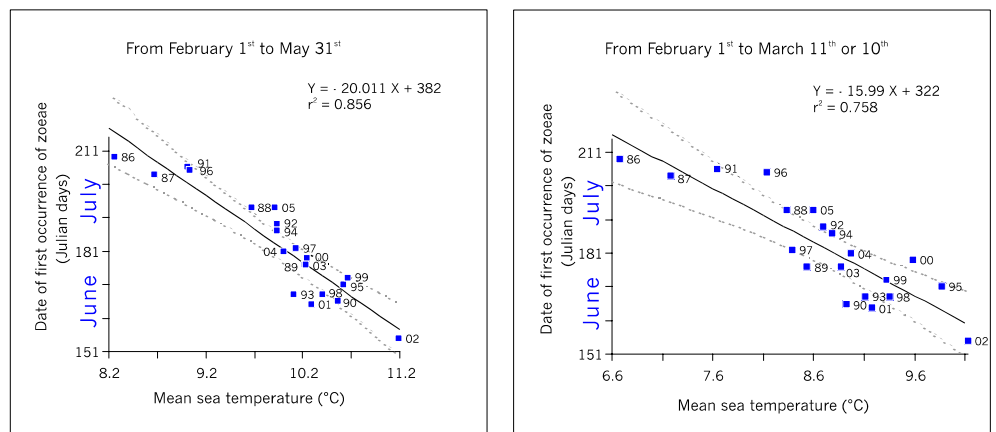 From February 1st to May 31st
Y = - 20.011 X + 382
r² = 0.856
Date of first occurrence of zoeae
(Julian days)
June July
211
181
151
86
87
91
96
88
05
92
94
04
97
00
89
03
99
95
93
98
90
01
02
8.2 9.2 10.2 11.2
Mean sea temperature (°C)
From February 1st to March 11th or 10th
Y = - 15.99 X + 322
r² = 0.758
Date of first occurrence of zoeae
(Julian days)
June July
211
181
151
86
87
91
96
88
05
92
94
97
04
00
89
03
99
95
93
98
90
01
02
6.6 7.6 8.6 9.6
Mean sea temperature (°C)